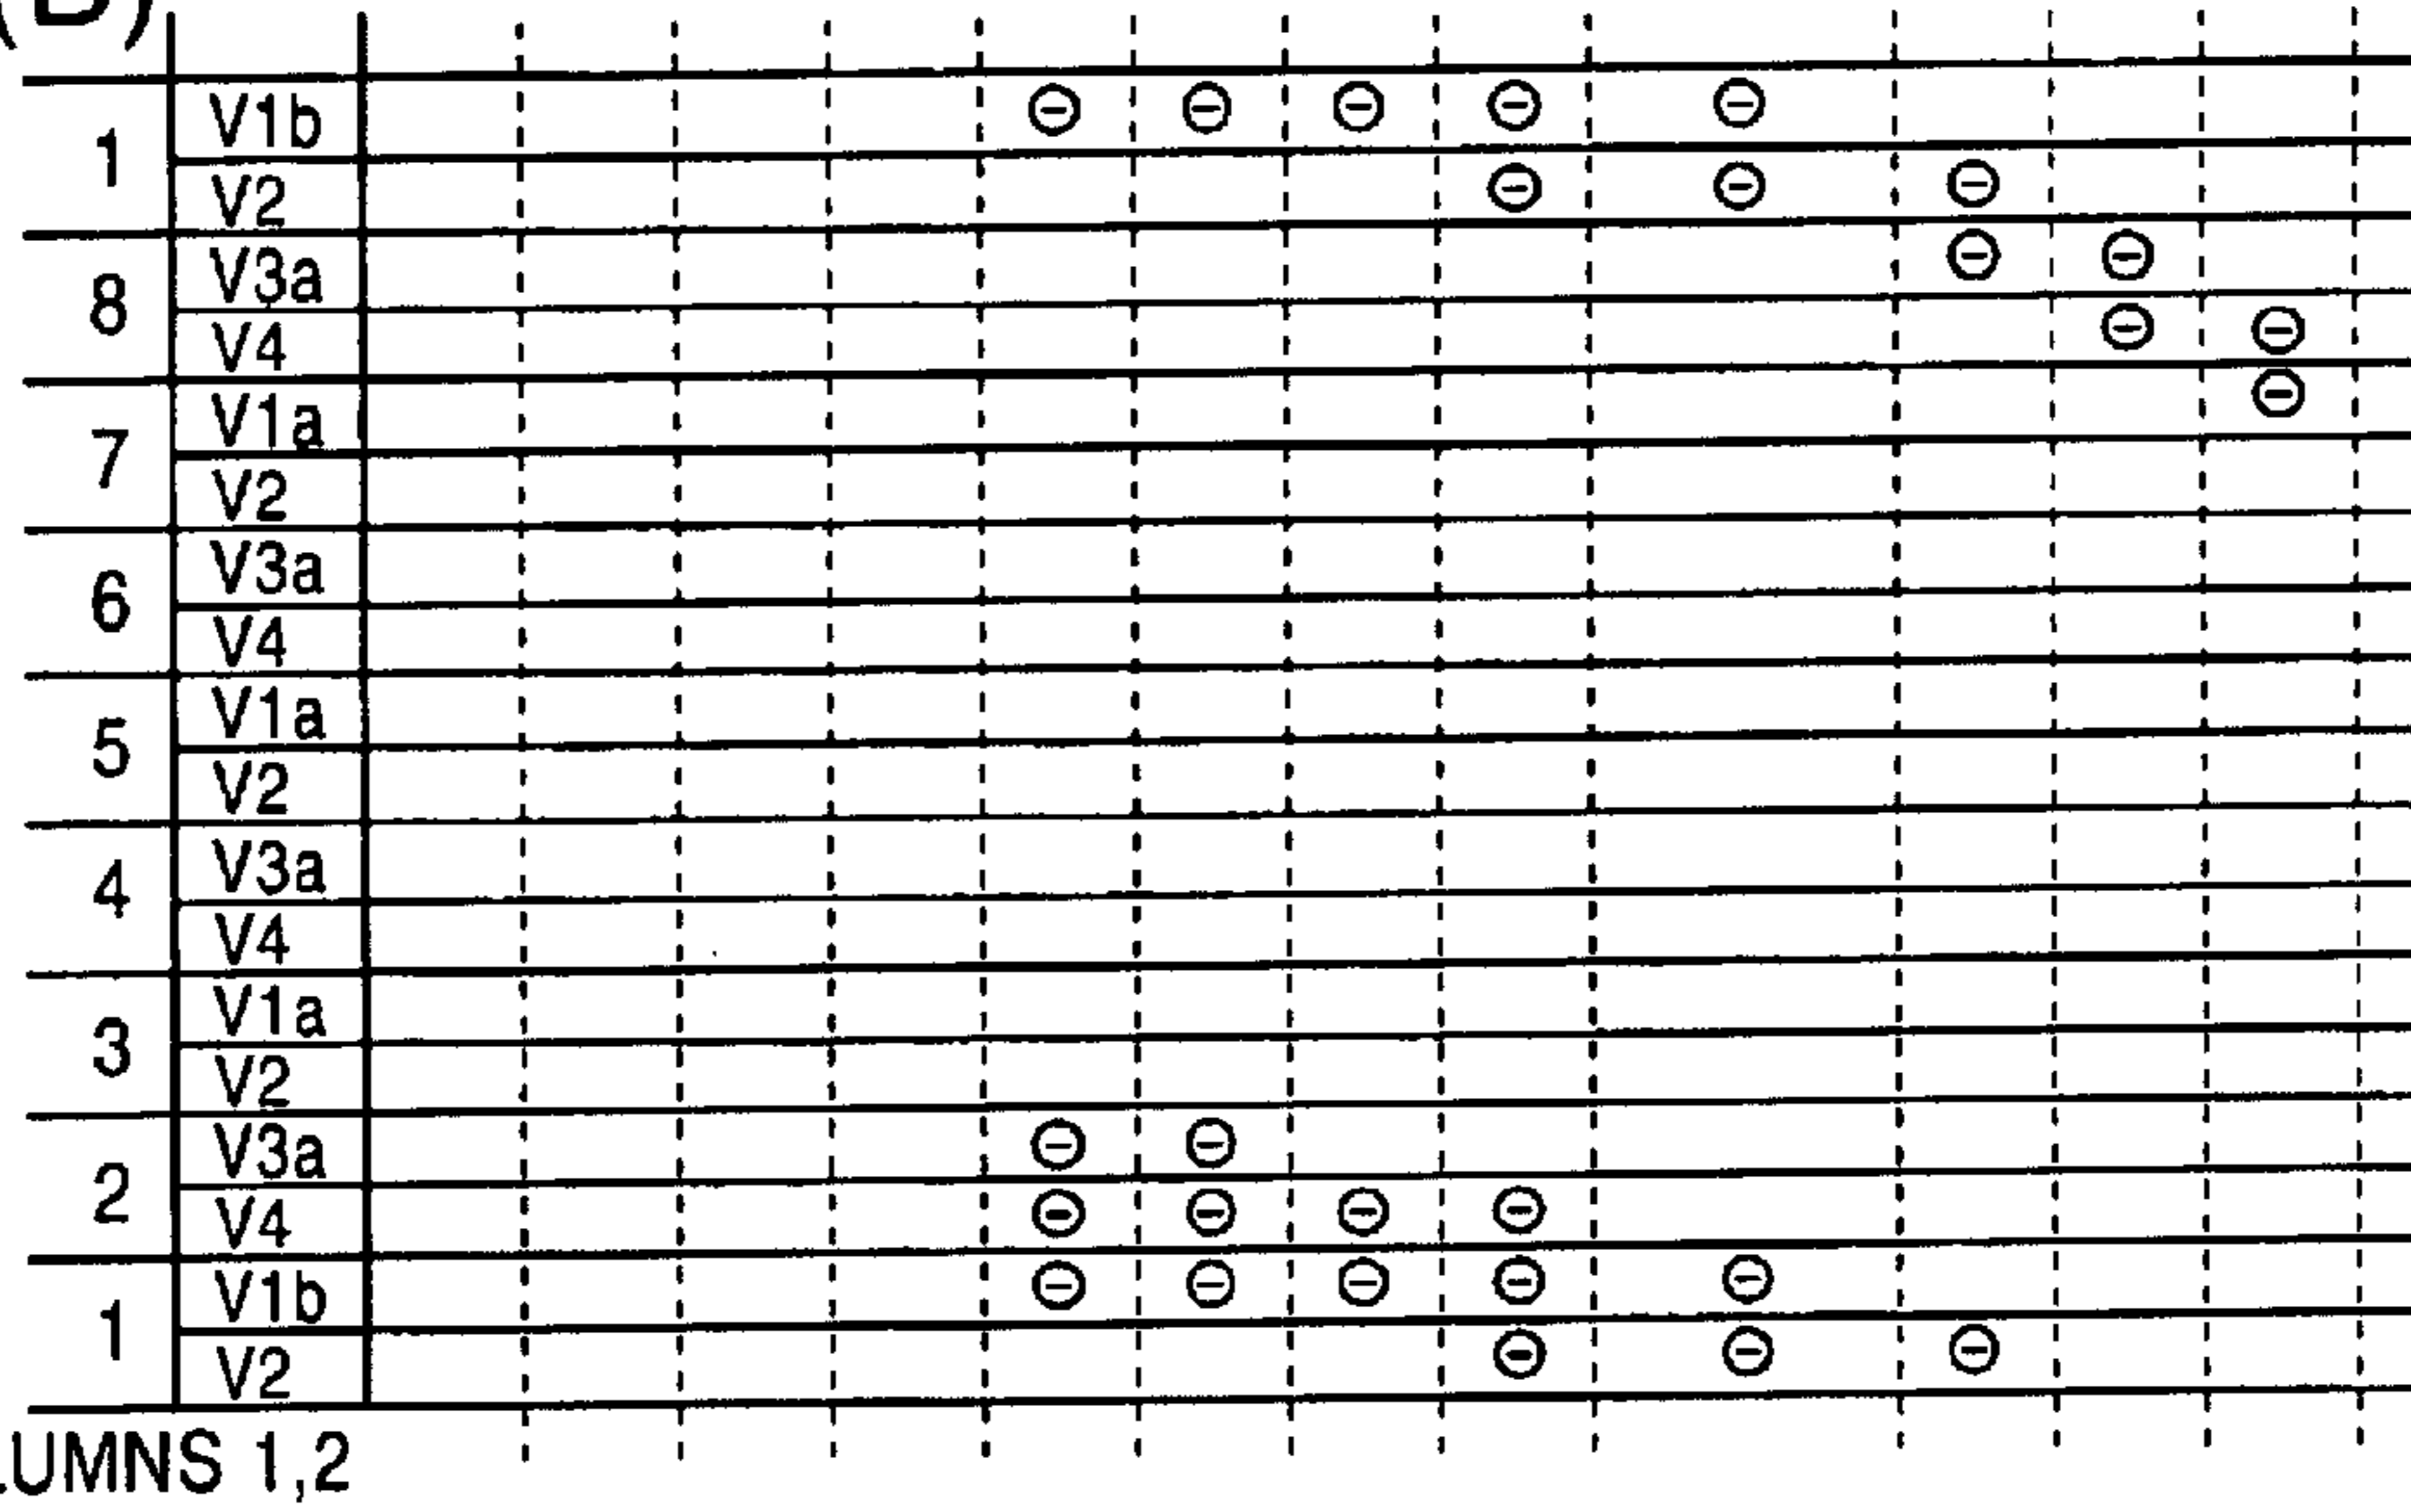 (D)
1 V1b ⊖ ⊖ ⊖ ⊖ ⊖
V2 ⊖ ⊖ ⊖
8 V3a ⊖ ⊖
V4 ⊖ ⊖
7 V1a ⊖
V2
6 V3a
V4
5 V1a
V2
4 V3a
V4
3 V1a
V2
2 V3a ⊖ ⊖
V4 ⊖ ⊖ ⊖ ⊖
1 V1b ⊖ ⊖ ⊖ ⊖ ⊖
V2 ⊖ ⊖ ⊖
LUMNS 1,2